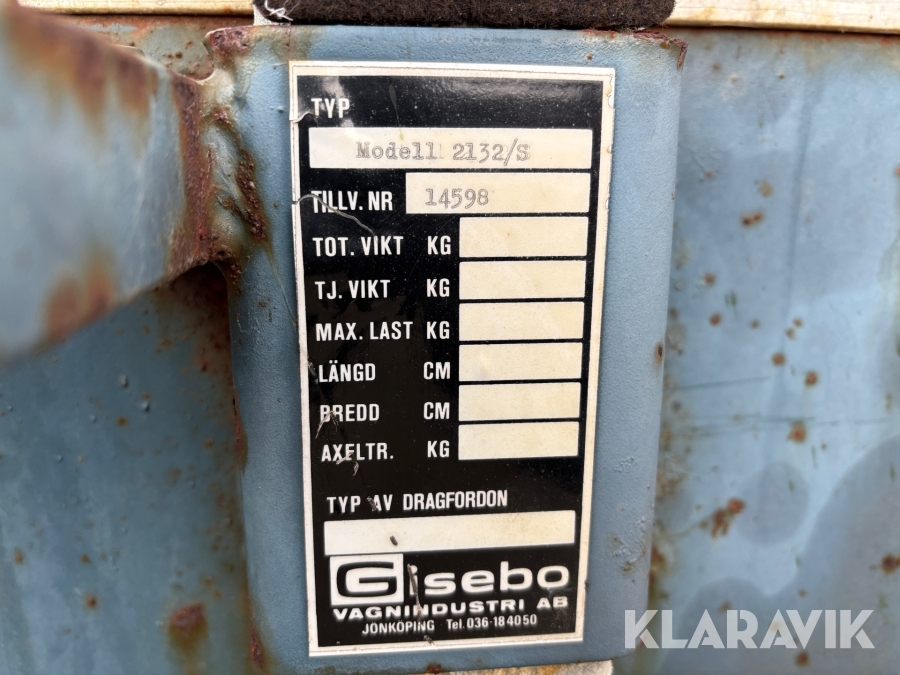 TYP
Modell 2132/S
TILLV. NR 14598
TOT. VIKT KG
TJ. VIKT KG
MAX. LAST KG
LÄNGD CM
BREDD CM
AXELTR. KG
TYP AV DRAGFORDON
Gisebo
VAGNINDUSTRI AB
JÖNKÖPING Tel. 036-184050
KLARAVIK